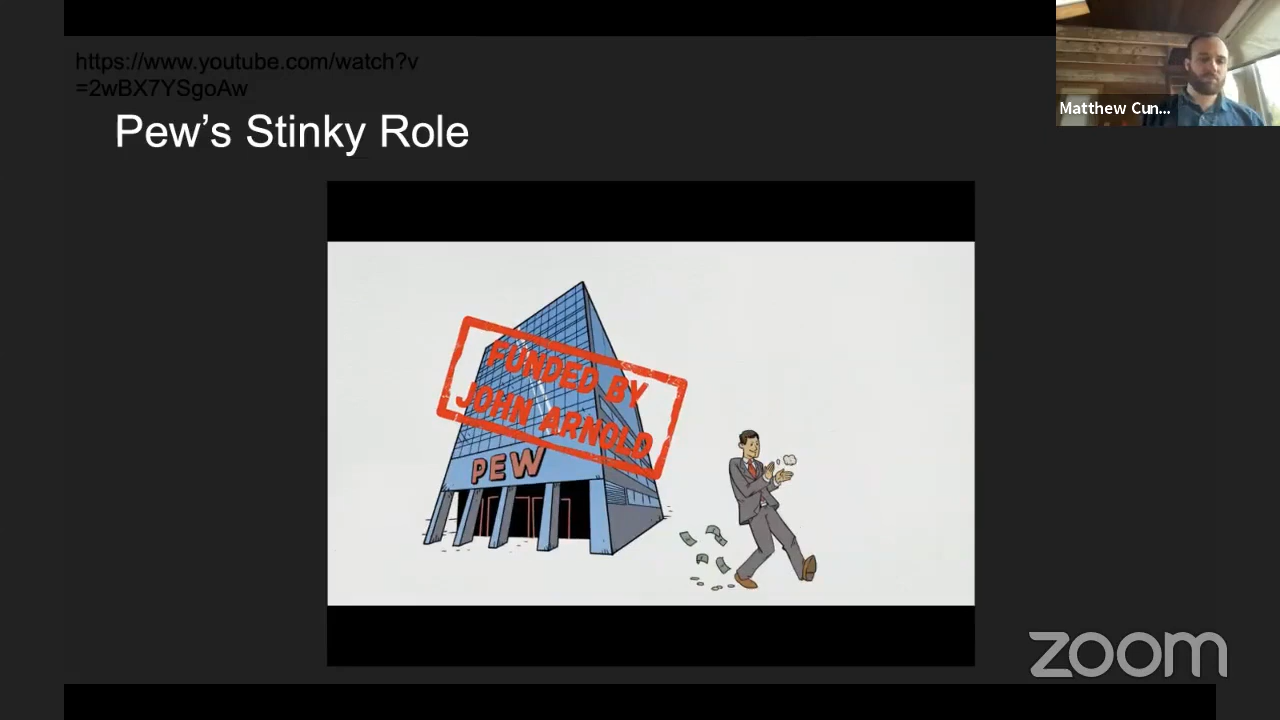 https://www.youtube.com/watch?v
=2wBX7YSgoAw
Pew's Stinky Role
Matthew Cun...
FUNDED BY
JOHN ARNOLD
PEW
zoom